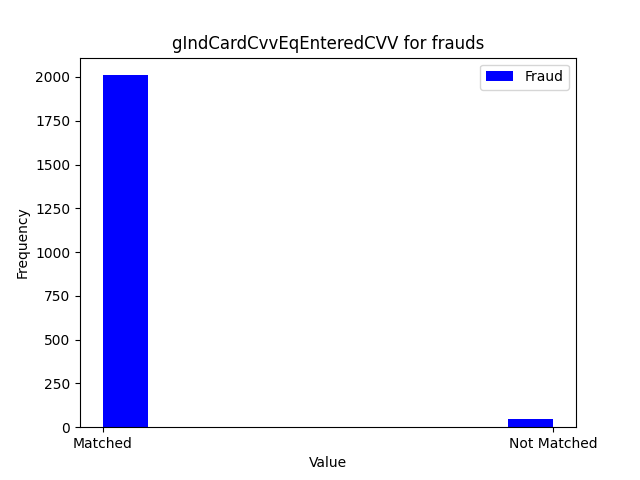 gIndCardCvvEqEnteredCVV for frauds
Fraud
2000
1750
1500
1250
1000
750
500
250
0
Frequency
Matched
Not Matched
Value